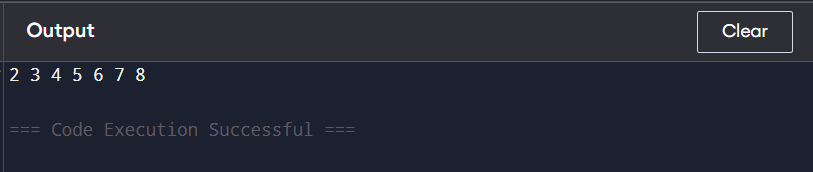 Output
Clear
2 3 4 5 6 7 8
=== Code Execution Successful ===